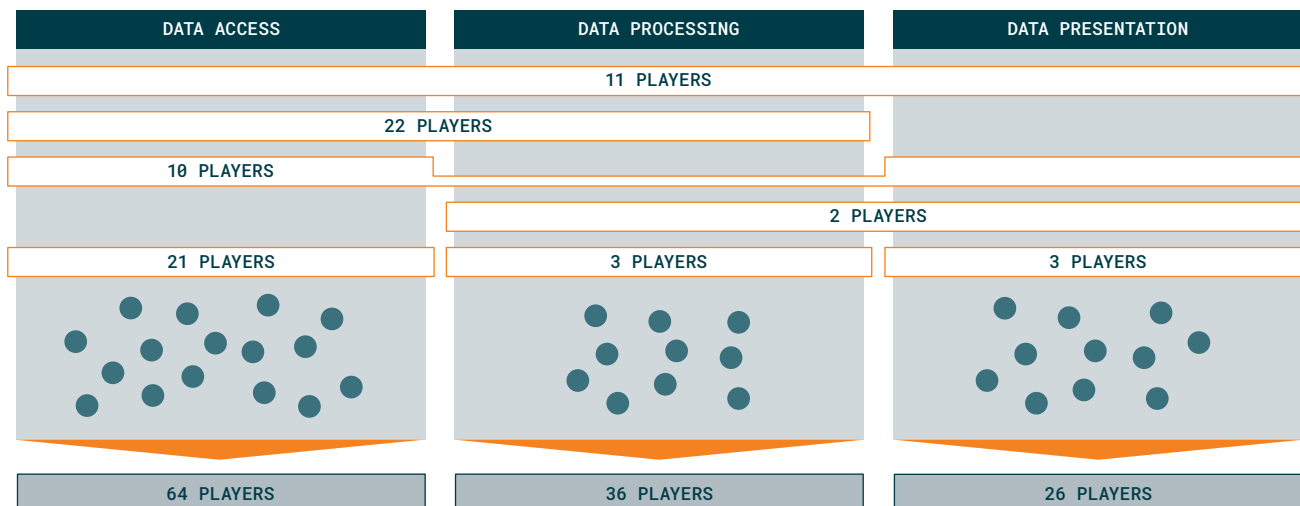 DATA ACCESS
DATA PROCESSING
DATA PRESENTATION
11 PLAYERS
22 PLAYERS
10 PLAYERS
2 PLAYERS
21 PLAYERS
3 PLAYERS
3 PLAYERS
64 PLAYERS
36 PLAYERS
26 PLAYERS